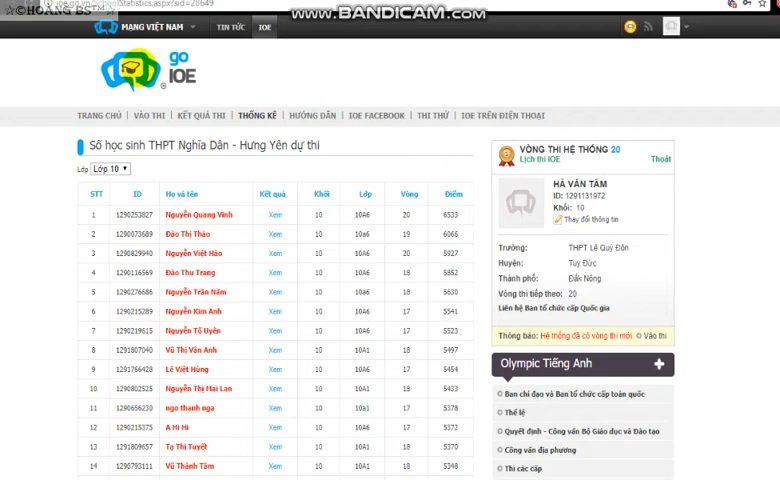 ☆©HOÀNG BS™☆
ioe.go.vn/SchoolStatistics.aspx?sid=28649
www.BANDICAM.com
MẠNG VIỆT NAM TIN TỨC IOE
go
IOE
TRANG CHỦ | VÀO THI | KẾT QUẢ THI | THỐNG KÊ | HƯỚNG DẪN | IOE FACEBOOK | THI THỬ | IOE TRÊN ĐIỆN THOẠI
Số học sinh THPT Nghĩa Dân - Hưng Yên dự thi
Lớp Lớp 10
STT ID Họ và tên Kết quả Khối Lớp Vòng Điểm
1 1290253827 Nguyễn Quang Vinh Xem 10 10A6 20 6533
2 1290073689 Đào Thị Thảo Xem 10 10a6 19 6066
3 1290829940 Nguyễn Việt Hảo Xem 10 10A6 20 5927
4 1290116569 Đào Thu Trang Xem 10 10A6 18 5852
5 1290276686 Nguyễn Trần Nam Xem 10 10a6 18 5630
6 1290215289 Nguyễn Kim Anh Xem 10 10A6 17 5541
7 1290219615 Nguyễn Tố Uyên Xem 10 10A6 17 5523
8 1291807040 Vũ Thị Vân Anh Xem 10 10A1 18 5497
9 1291766428 Lê Việt Hùng Xem 10 10A6 17 5454
10 1290802525 Nguyễn Thị Mai Lan Xem 10 10A1 18 5433
11 1290656230 ngo thanh nga Xem 10 10a1 17 5378
12 1290215375 A Hi Hi Xem 10 10A6 17 5372
13 1291809657 Tạ Thị Tuyết Xem 10 10A1 18 5370
14 1290793111 Vũ Thành Tâm Xem 10 10A1 18 5348
VÒNG THI HỆ THỐNG 20
Lịch thi IOE Thoát
HÀ VĂN TÂM
ID: 1291131972
Khối: 10
Thay đổi thông tin
Trường: THPT Lê Quý Đôn
Huyện: Tuy Đức
Thành phố: Đắk Nông
Vòng thi tiếp theo: 20
Liên hệ Ban tổ chức cấp Quốc gia
Thông báo: Hệ thống đã có vòng thi mới. Vào thi
Olympic Tiếng Anh
Ban chỉ đạo và Ban tổ chức cấp toàn quốc
Thể lệ
Quyết định - Công văn Bộ Giáo dục và Đào tạo
Công văn địa phương
Thi các cấp